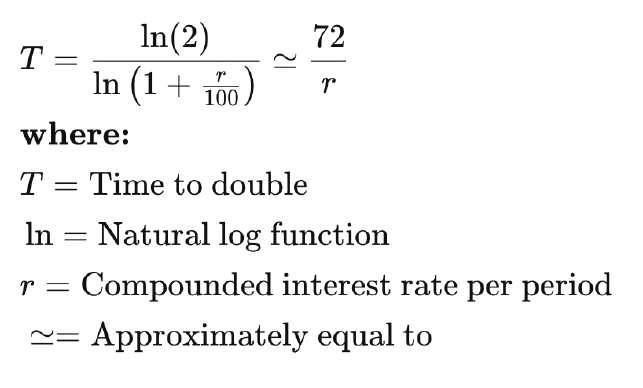 T = ln(2) / ln (1 + r/100) ≃ 72/r
where:
T = Time to double
ln = Natural log function
r = Compounded interest rate per period
≃= Approximately equal to